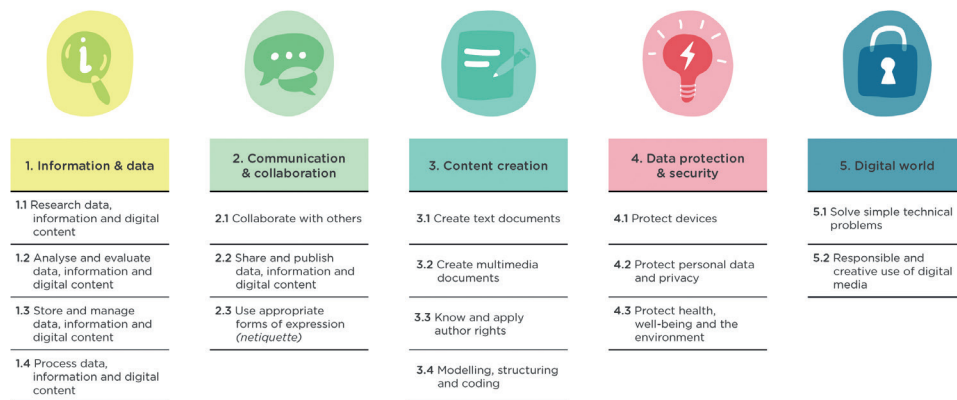 i
1. Information & data
1.1 Research data,
information and digital
content
1.2 Analyse and evaluate
data, information and
digital content
1.3 Store and manage
data, information and
digital content
1.4 Process data,
information and digital
content
2. Communication
& collaboration
2.1 Collaborate with others
2.2 Share and publish
data, information and
digital content
2.3 Use appropriate
forms of expression
(netiquette)
3. Content creation
3.1 Create text documents
3.2 Create multimedia
documents
3.3 Know and apply
author rights
3.4 Modelling, structuring
and coding
4. Data protection
& security
4.1 Protect devices
4.2 Protect personal data
and privacy
4.3 Protect health,
well-being and the
environment
5. Digital world
5.1 Solve simple technical
problems
5.2 Responsible and
creative use of digital
media